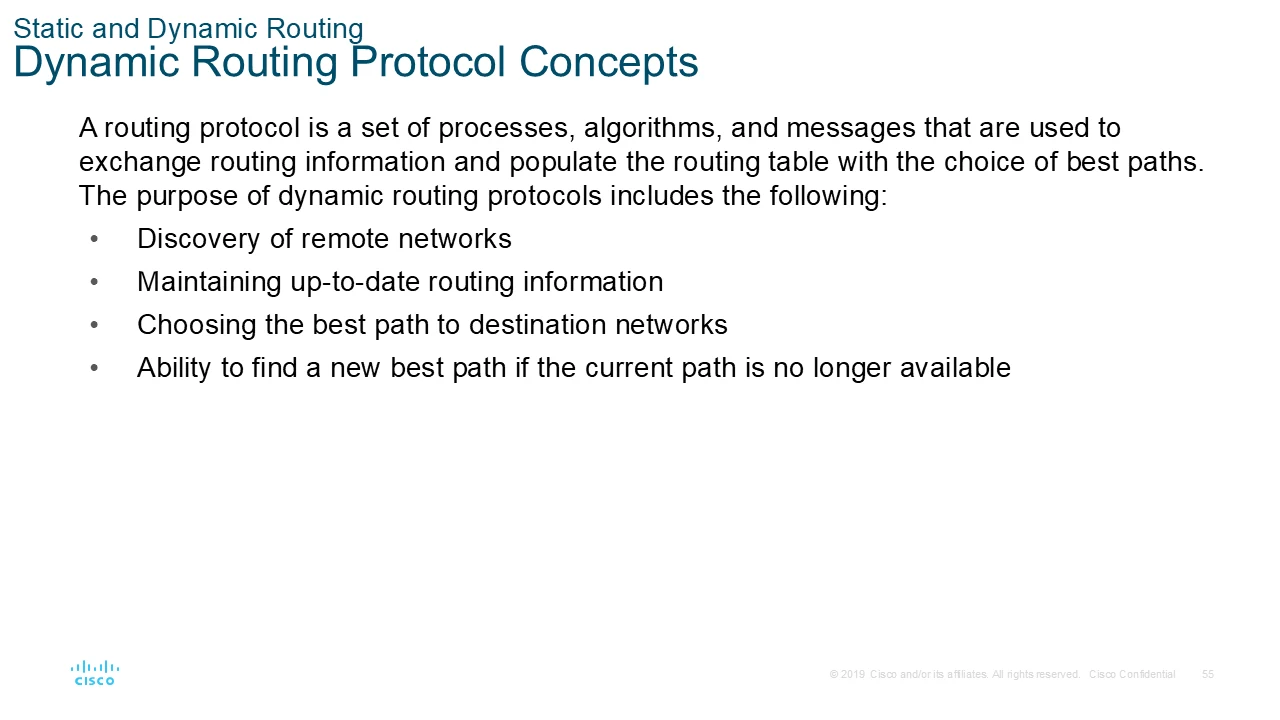 Static and Dynamic Routing
Dynamic Routing Protocol Concepts
A routing protocol is a set of processes, algorithms, and messages that are used to
exchange routing information and populate the routing table with the choice of best paths.
The purpose of dynamic routing protocols includes the following:
• Discovery of remote networks
• Maintaining up-to-date routing information
• Choosing the best path to destination networks
• Ability to find a new best path if the current path is no longer available
CISCO
© 2019 Cisco and/or its affiliates. All rights reserved. Cisco Confidential 55